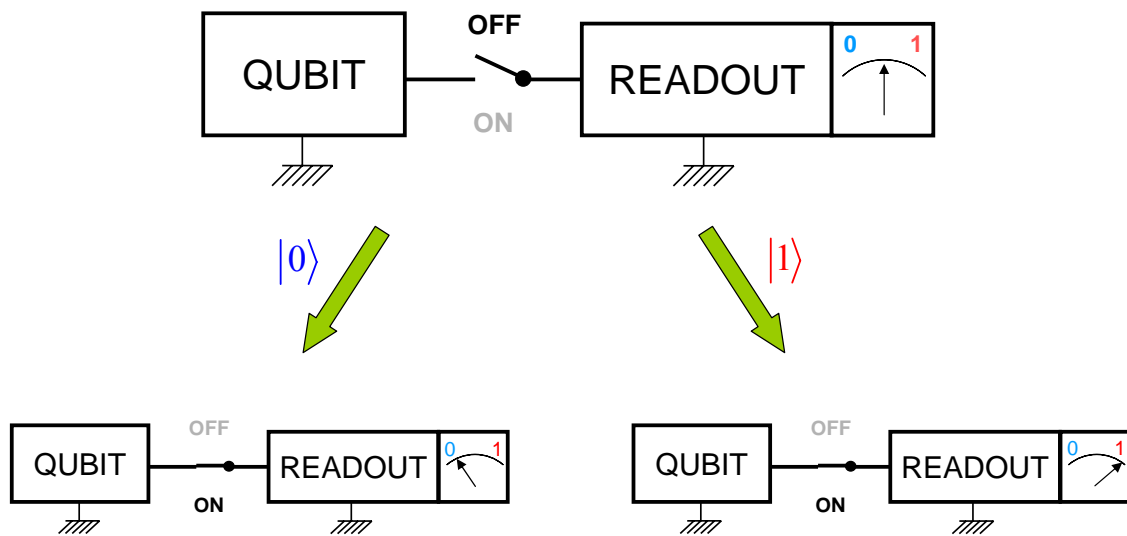 OFF
QUBIT
READOUT
0 1
ON
|0⟩
|1⟩
OFF
QUBIT
READOUT
0 1
ON
OFF
QUBIT
READOUT
0 1
ON